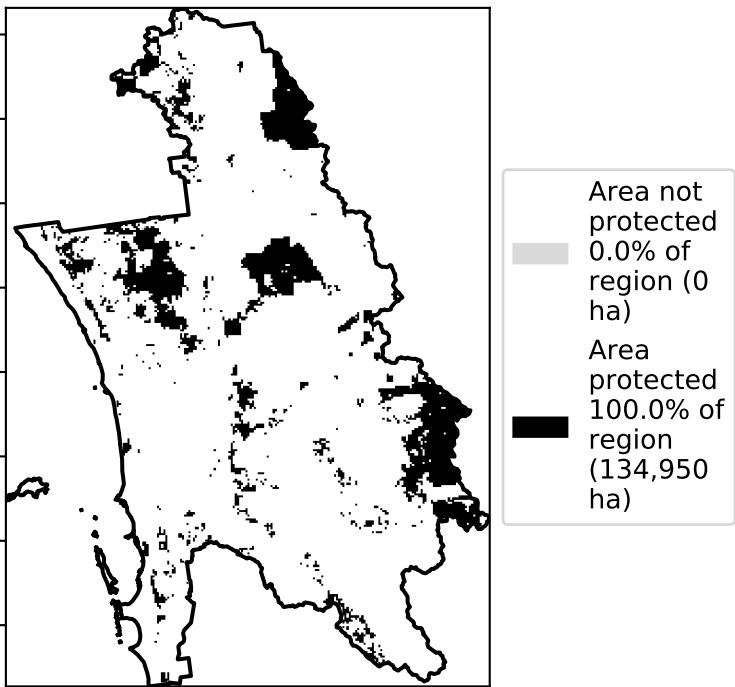 Area not
protected
0.0% of
region (0
ha)
Area
protected
100.0% of
region
(134,950
ha)